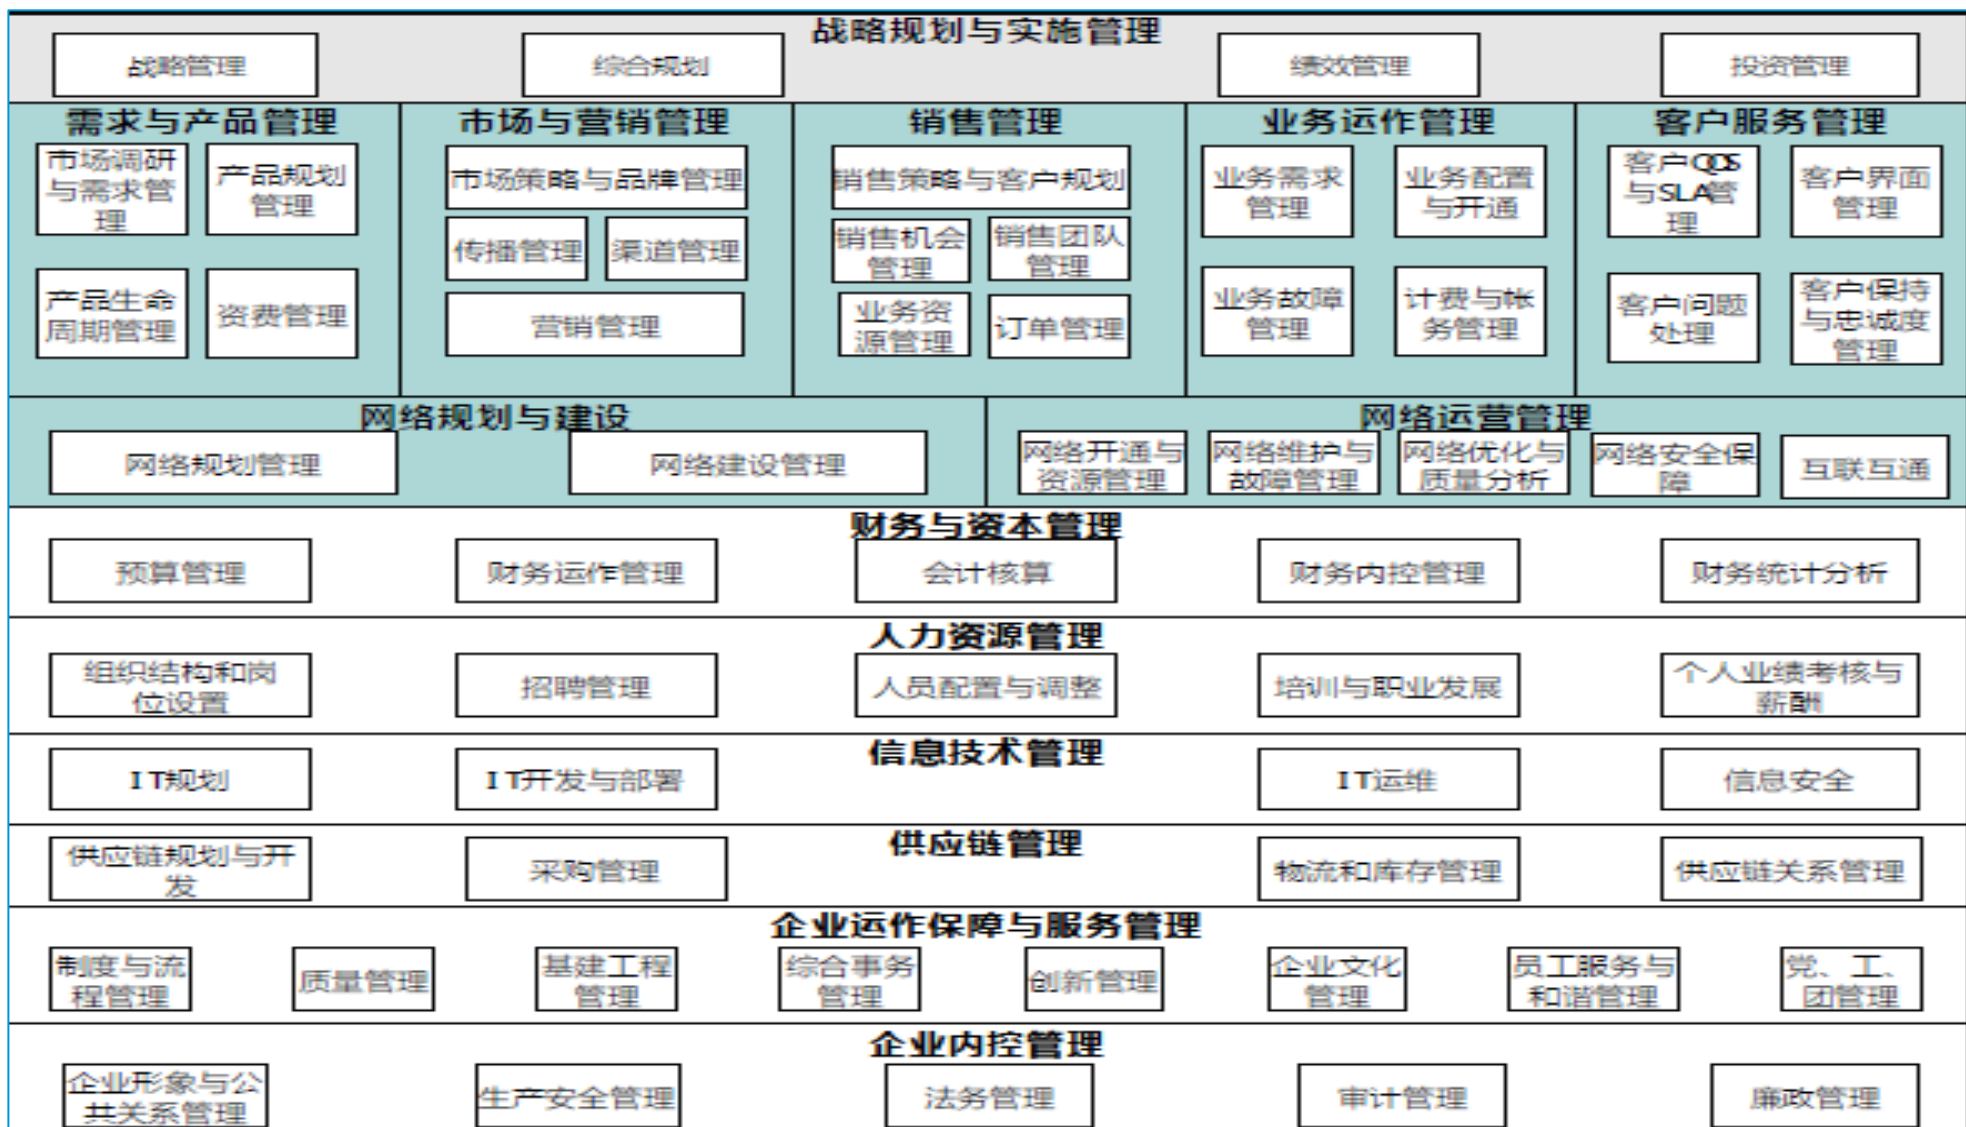 战略规划与实施管理
战略管理
综合规划
绩效管理
投资管理
需求与产品管理
市场调研
与需求管
理
产品规划
管理
产品生命
周期管理
资费管理
市场与营销管理
市场策略与品牌管理
传播管理
渠道管理
营销管理
销售管理
销售策略与客户规划
销售机会
管理
销售团队
管理
业务资
源管理
订单管理
业务运作管理
业务需求
管理
业务配置
与开通
业务故障
管理
计费与帐
务管理
客户服务管理
客户QOS
与SLA管
理
客户界面
管理
客户问题
处理
客户保持
与忠诚度
管理
网络规划与建设
网络规划管理
网络建设管理
网络运营管理
网络开通与
资源管理
网络维护与
故障管理
网络优化与
质量分析
网络安全保
障
互联互通
财务与资本管理
预算管理
财务运作管理
会计核算
财务内控管理
财务统计分析
人力资源管理
组织结构和岗
位设置
招聘管理
人员配置与调整
培训与职业发展
个人业绩考核与
薪酬
信息技术管理
IT规划
IT开发与部署
IT运维
信息安全
供应链管理
供应链规划与开
发
采购管理
物流和库存管理
供应链关系管理
企业运作保障与服务管理
制度与流
程管理
质量管理
基建工程
管理
综合事务
管理
创新管理
企业文化
管理
员工服务与
和谐管理
党、工、
团管理
企业内控管理
企业形象与公
共关系管理
生产安全管理
法务管理
审计管理
廉政管理